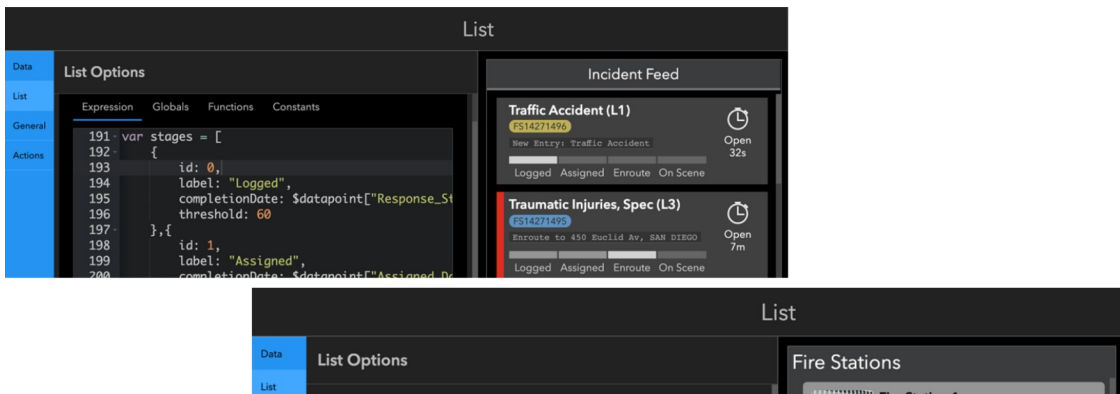 List
Data
List
General
Actions
List Options
Expression Globals Functions Constants
191 var stages = [
192 {
193 id: 0,
194 label: "Logged",
195 completionDate: $datapoint["Response_St
196 threshold: 60
197 },{
198 id: 1,
199 label: "Assigned",
200 completionDate: $datapoint["Assigned_Da
Incident Feed
Traffic Accident (L1)
FS14271496
New Entry: Traffic Accident
Open
32s
Logged Assigned Enroute On Scene
Traumatic Injuries, Spec (L3)
FS14271495
Enroute to 450 Euclid Av, SAN DIEGO
Open
7m
Logged Assigned Enroute On Scene
List
Data
List
List Options
Fire Stations